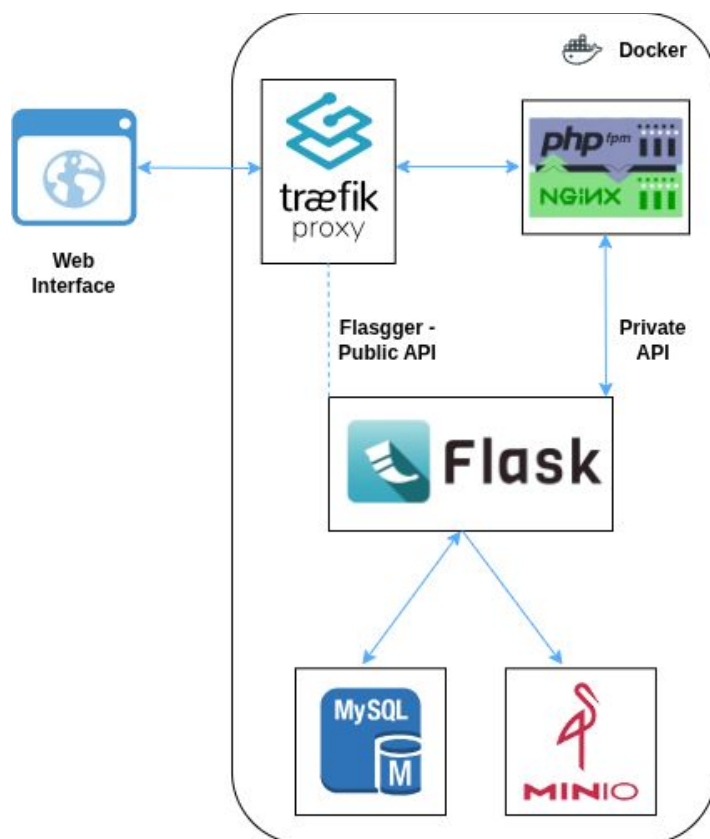 Docker
træfik
proxy
php fpm
NGiNX
Web
Interface
Flasgger -
Public API
Private
API
Flask
MySQL
M
MINIO